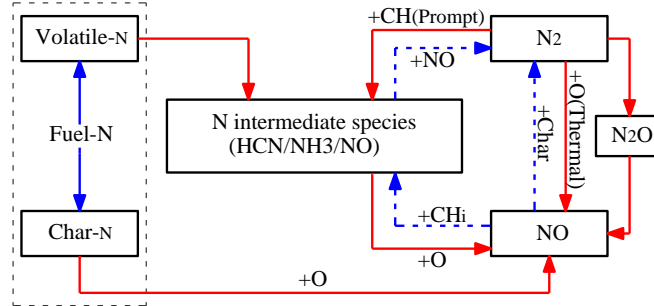 +CH(Prompt)
Volatile-N
N2
+NO
+O(Thermal)
Fuel-N
N intermediate species
(HCN/NH3/NO)
+Char
N2O
+CHi
Char-N
NO
+O
+O